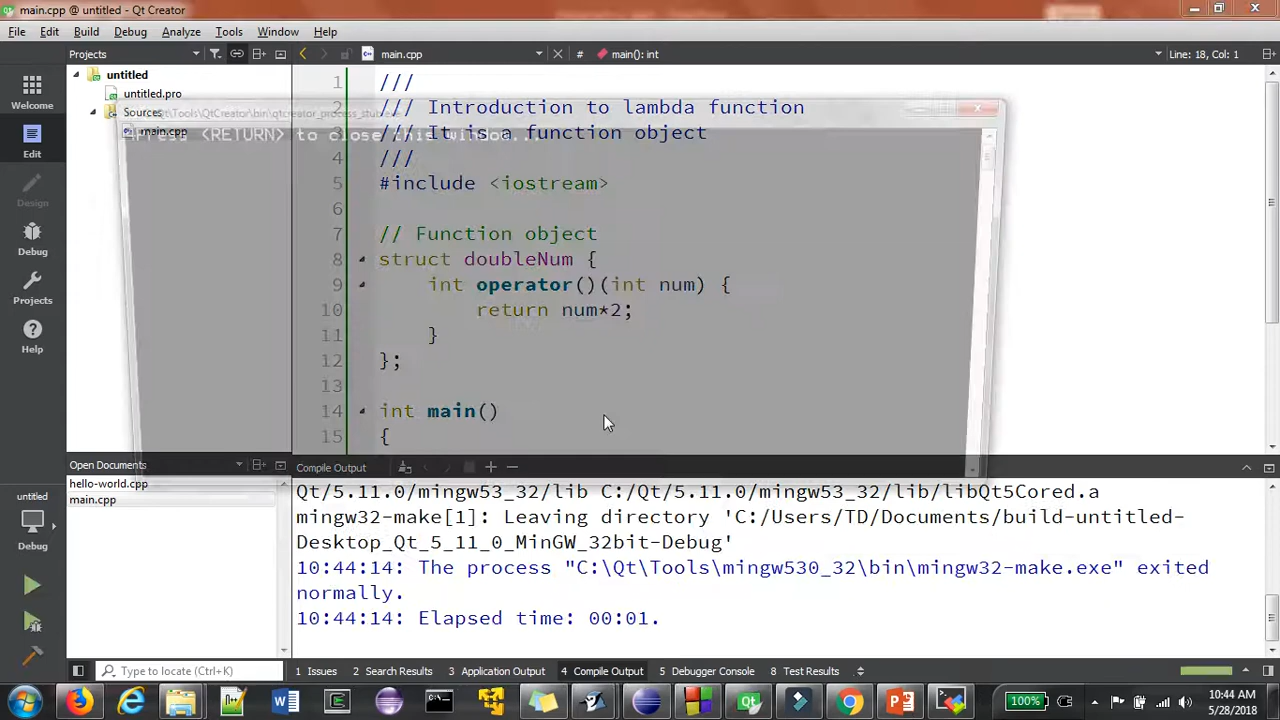 main.cpp @ untitled - Qt Creator
File Edit Build Debug Analyze Tools Window Help
Projects
main.cpp
#
main(): int
Line: 18, Col: 1
Welcome
Edit
Design
Debug
Projects
Help
untitled
untitled.pro
Sources
main.cpp
\Qt\Tools\QtCreator\bin\qtcreator_process_stub.exe
Press <RETURN> to close this window...
1 ///
2 /// Introduction to lambda function
3 /// It is a function object
4 ///
5 #include <iostream>
6
7 // Function object
8 struct doubleNum {
9 int operator()(int num) {
10 return num*2;
11 }
12 };
13
14 int main()
15 {
Open Documents
hello-world.cpp
main.cpp
untitled
Debug
Compile Output
Qt/5.11.0/mingw53_32/lib C:/Qt/5.11.0/mingw53_32/lib/libQt5Cored.a
mingw32-make[1]: Leaving directory 'C:/Users/TD/Documents/build-untitled-
Desktop_Qt_5_11_0_MinGW_32bit-Debug'
10:44:14: The process "C:\Qt\Tools\mingw530_32\bin\mingw32-make.exe" exited
normally.
10:44:14: Elapsed time: 00:01.
Type to locate (Ctrl+K)
1 Issues
2 Search Results
3 Application Output
4 Compile Output
5 Debugger Console
8 Test Results
100%
10:44 AM
5/28/2018